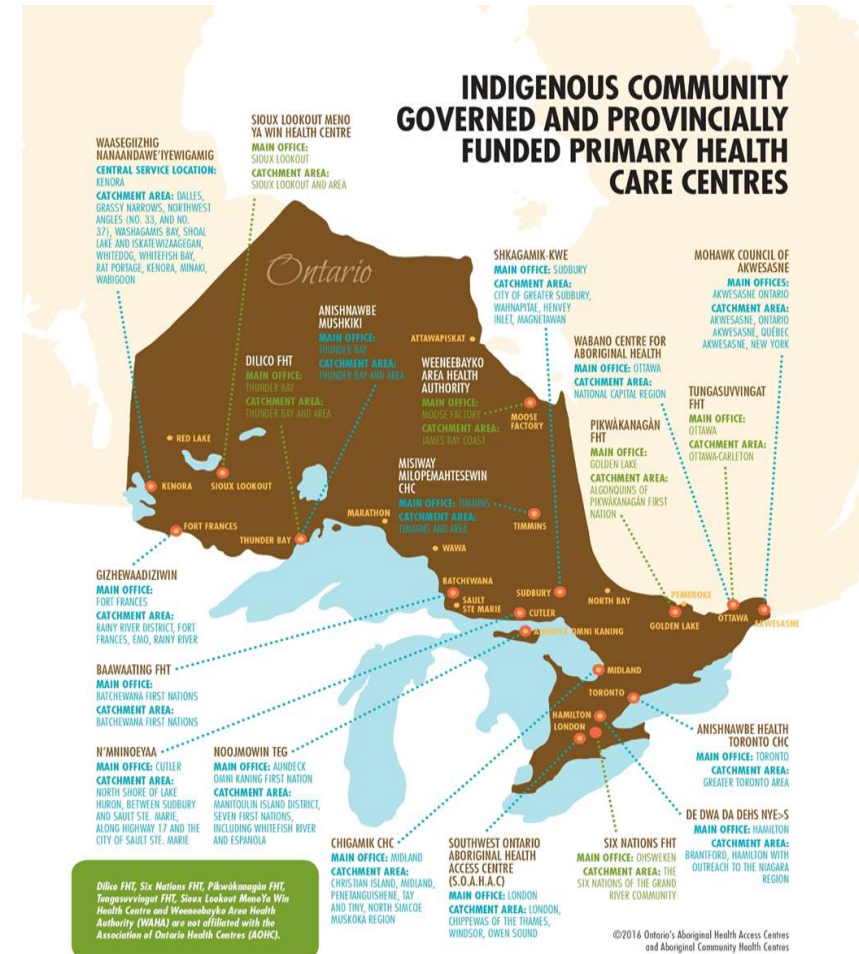 INDIGENOUS COMMUNITY
GOVERNED AND PROVINCIALLY
FUNDED PRIMARY HEALTH
CARE CENTRES
SIOUX LOOKOUT MENO
YA WIN HEALTH CENTRE
MAIN OFFICE:
SIOUX LOOKOUT
CATCHMENT AREA:
SIOUX LOOKOUT AND AREA
WAASEGIIZHIG
NANAANDAWE'IYEWIGAMIG
CENTRAL SERVICE LOCATION:
KENORA
CATCHMENT AREA: DALLES,
GRASSY NARROWS, NORTHWEST
ANGLES (NO. 33, AND NO.
37), WASHAGAMIS BAY, SHOAL
LAKE AND ISKATEWIZAAGEGAN,
WHITEDOG, WHITEFISH BAY,
RAT PORTAGE, KENORA, MINAKI,
WABIGOON
Ontario
SHKAGAMIK-KWE
MAIN OFFICE: SUDBURY
CATCHMENT AREA:
CITY OF GREATER SUDBURY,
WAHNAPITAE, HENVEY
INLET, MAGNETAWAN
MOHAWK COUNCIL OF
AKWESASNE
MAIN OFFICES:
AKWESASNE ONTARIO
CATCHMENT AREA:
AKWESASNE, ONTARIO
AKWESASNE, QUÉBEC
AKWESASNE, NEW YORK
ANISHNAWBE
MUSHKIKI
MAIN OFFICE:
THUNDER BAY
CATCHMENT AREA:
THUNDER BAY AND AREA
ATTAWAPISKAT
WABANO CENTRE FOR
ABORIGINAL HEALTH
MAIN OFFICE: OTTAWA
CATCHMENT AREA:
NATIONAL CAPITAL REGION
DILICO FHT
MAIN OFFICE:
THUNDER BAY
CATCHMENT AREA:
THUNDER BAY AND AREA
WEENEEBAYKO
AREA HEALTH
AUTHORITY
MAIN OFFICE:
MOOSE FACTORY
CATCHMENT AREA:
JAMES BAY COAST
MOOSE
FACTORY
TUNGASUVVINGAT
FHT
MAIN OFFICE:
OTTAWA
CATCHMENT AREA:
OTTAWA-CARLETON
PIKWÀKANAGÀN
FHT
MAIN OFFICE:
GOLDEN LAKE
CATCHMENT AREA:
ALGONQUINS OF
PIKWÀKANAGÀN FIRST
NATION
RED LAKE
KENORA
SIOUX LOOKOUT
MISIWAY
MILOPEMAHTESEWIN
CHC
MAIN OFFICE: TIMMINS
CATCHMENT AREA:
TIMMINS AND AREA
TIMMINS
FORT FRANCES
THUNDER BAY
MARATHON
WAWA
GIZHEWAADIZIWIN
MAIN OFFICE:
FORT FRANCES
CATCHMENT AREA:
RAINY RIVER DISTRICT, FORT
FRANCES, EMO, RAINY RIVER
BATCHEWANA
SAULT
STE MARIE
SUDBURY
CUTLER
NORTH BAY
PEMBROKE
GOLDEN LAKE
OTTAWA
AKWESASNE
OMNI KANING
BAAWAATING FHT
MAIN OFFICE:
BATCHEWANA FIRST NATIONS
CATCHMENT AREA:
BATCHEWANA FIRST NATIONS
MIDLAND
TORONTO
HAMILTON
LONDON
ANISHNAWBE HEALTH
TORONTO CHC
MAIN OFFICE: TORONTO
CATCHMENT AREA:
GREATER TORONTO AREA
N'MNINOEYAA
MAIN OFFICE: CUTLER
CATCHMENT AREA:
NORTH SHORE OF LAKE
HURON, BETWEEN SUDBURY
AND SAULT STE. MARIE,
ALONG HIGHWAY 17 AND THE
CITY OF SAULT STE. MARIE
NOOJMOWIN TEG
MAIN OFFICE: AUNDECK
OMNI KANING FIRST NATION
CATCHMENT AREA:
MANITOULIN ISLAND DISTRICT,
SEVEN FIRST NATIONS,
INCLUDING WHITEFISH RIVER
AND ESPANOLA
CHIGAMIK CHC
MAIN OFFICE: MIDLAND
CATCHMENT AREA:
CHRISTIAN ISLAND, MIDLAND,
PENETANGUISHENE, TAY
AND TINY, NORTH SIMCOE
MUSKOKA REGION
SOUTHWEST ONTARIO
ABORIGINAL HEALTH
ACCESS CENTRE
(S.O.A.H.A.C)
MAIN OFFICE: LONDON
CATCHMENT AREA: LONDON,
CHIPPEWAS OF THE THAMES,
WINDSOR, OWEN SOUND
SIX NATIONS FHT
MAIN OFFICE: OHSWEKEN
CATCHMENT AREA: THE
SIX NATIONS OF THE GRAND
RIVER COMMUNITY
DE DWA DA DEHS NYE>S
MAIN OFFICE: HAMILTON
CATCHMENT AREA:
BRANTFORD, HAMILTON WITH
OUTREACH TO THE NIAGARA
REGION
Dilico FHT, Six Nations FHT, Pikwàkanagàn FHT,
Tungasuvvingat FHT, Sioux Lookout MenoYa Win
Health Centre and Weeneebayko Area Health
Authority (WAHA) are not affiliated with the
Association of Ontario Health Centres (AOHC).
©2016 Ontario's Aboriginal Health Access Centres
and Aboriginal Community Health Centres